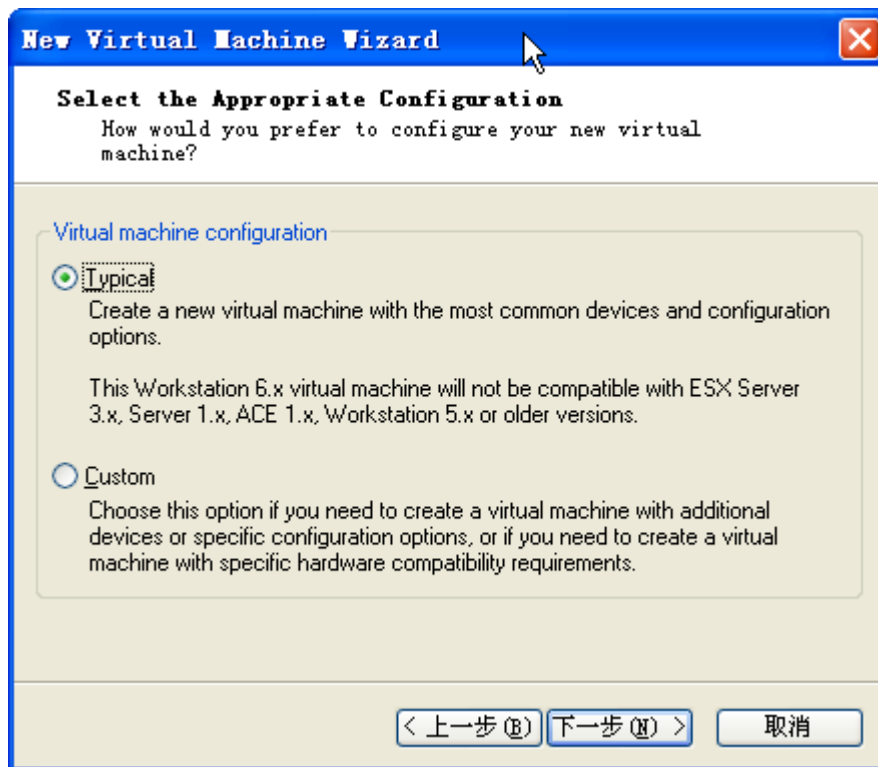 New Virtual Machine Wizard
Select the Appropriate Configuration
How would you prefer to configure your new virtual
machine?
Virtual machine configuration
Typical
Create a new virtual machine with the most common devices and configuration
options.
This Workstation 6.x virtual machine will not be compatible with ESX Server
3.x, Server 1.x, ACE 1.x, Workstation 5.x or older versions.
Custom
Choose this option if you need to create a virtual machine with additional
devices or specific configuration options, or if you need to create a virtual
machine with specific hardware compatibility requirements.
< 上一步(B) 下一步(N) > 取消